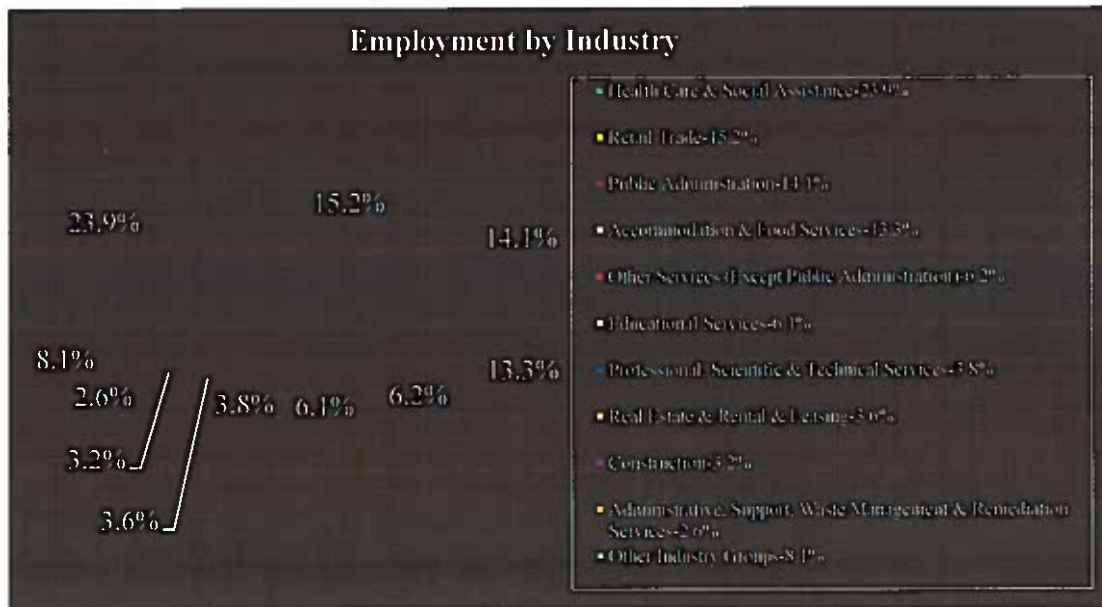 Employment by Industry
Health Care & Social Assistance-23.9%
Retail Trade-15.2%
Public Administration-14.1%
Accommodation & Food Services-13.3%
Other Services (Except Public Administration)-6.2%
Educational Services-6.1%
Professional, Scientific & Technical Services-3.8%
Real Estate & Rental & Leasing-3.6%
Construction-3.2%
Administrative, Support, Waste Management & Remediation
Services-2.6%
Other Industry Groups-8.1%
23.9%
15.2%
14.1%
8.1%
2.6%
3.2%
3.6%
3.8%
6.1%
6.2%
13.3%